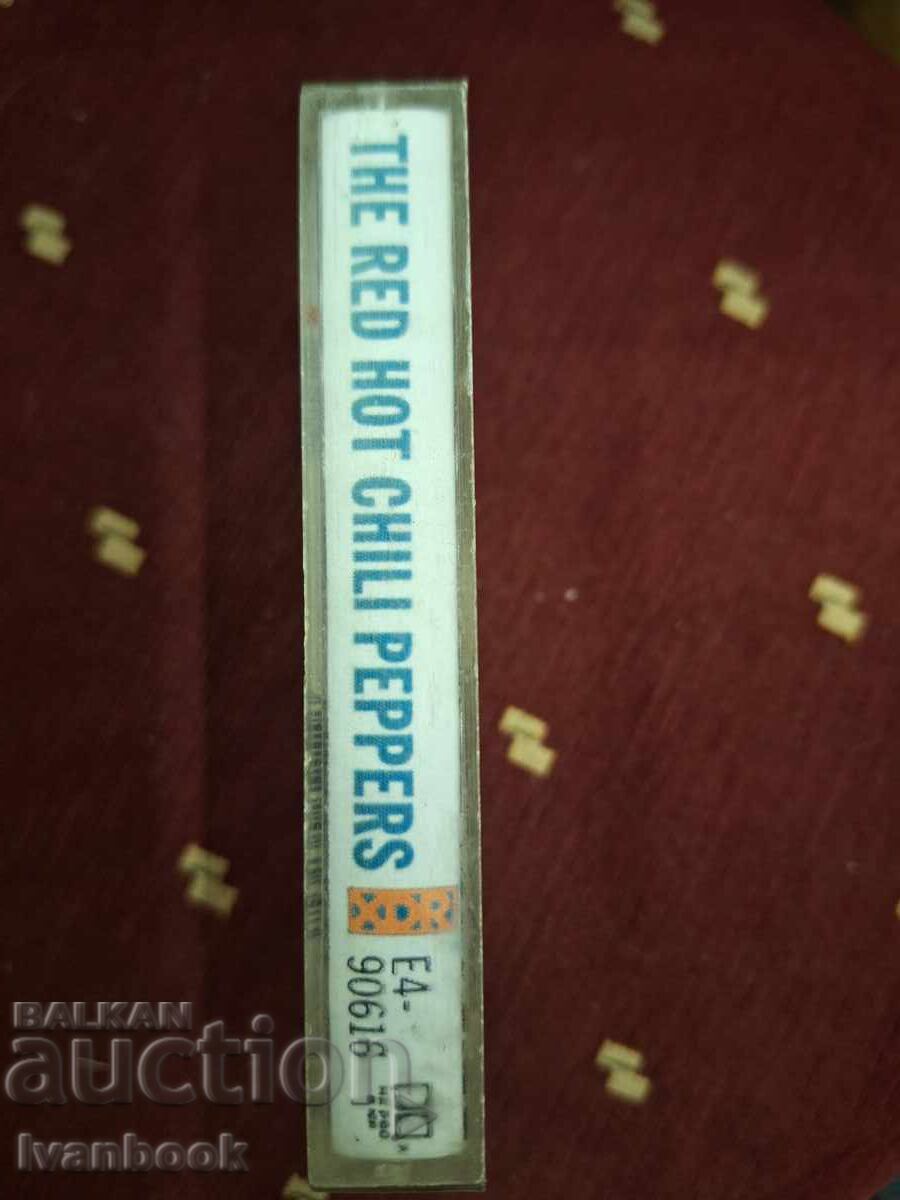 THE RED HOT CHILI PEPPERS
E4-
90616
BALKAN
auction
Ivanbook